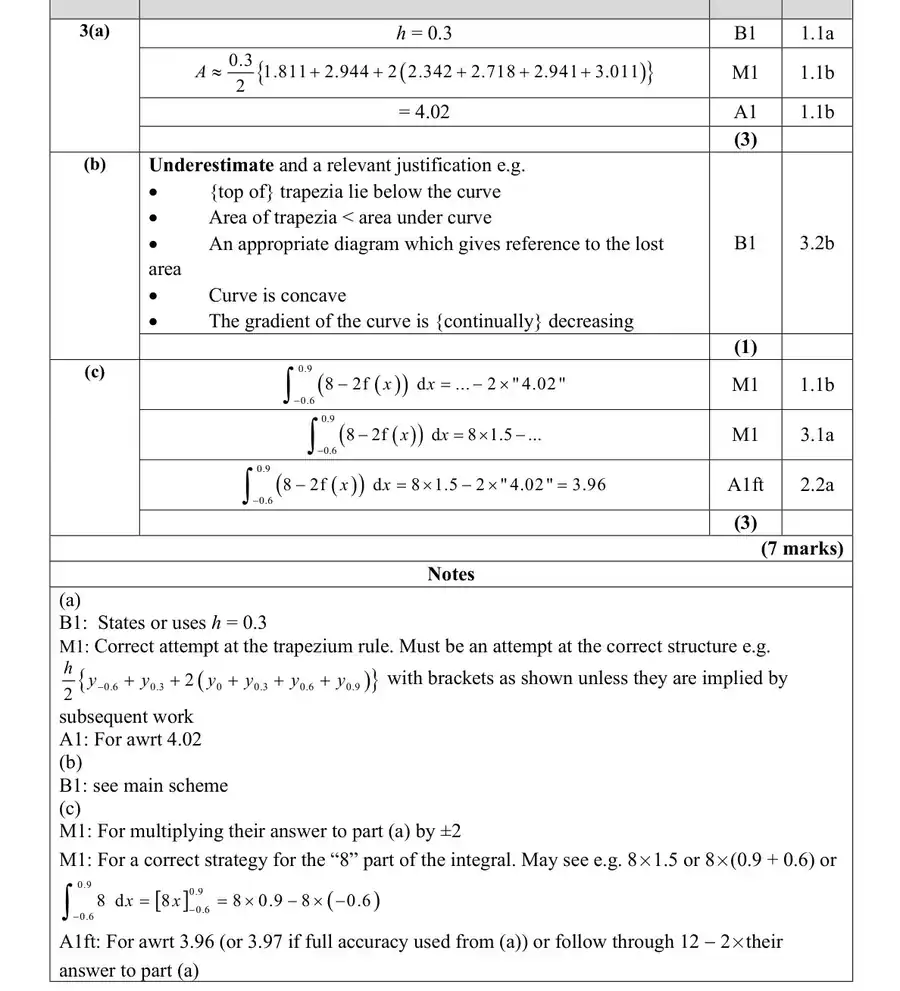 3(a) h = 0.3 B1 1.1a
A ≈ 0.3/2 {1.811 + 2.944 + 2(2.342 + 2.718 + 2.941 + 3.011)} M1 1.1b
= 4.02 A1 1.1b
(3)
(b) Underestimate and a relevant justification e.g.
• {top of} trapezia lie below the curve
• Area of trapezia < area under curve
• An appropriate diagram which gives reference to the lost
area
• Curve is concave
• The gradient of the curve is {continually} decreasing
B1 3.2b
(1)
(c) ∫_{-0.6}^{0.9} (8 − 2f(x)) dx = ... − 2 × "4.02" M1 1.1b
∫_{-0.6}^{0.9} (8 − 2f(x)) dx = 8 × 1.5 − ... M1 3.1a
∫_{-0.6}^{0.9} (8 − 2f(x)) dx = 8 × 1.5 − 2 × "4.02" = 3.96 A1ft 2.2a
(3)
(7 marks)
Notes
(a)
B1: States or uses h = 0.3
M1: Correct attempt at the trapezium rule. Must be an attempt at the correct structure e.g.
h/2 {y_{-0.6} + y_{0.3} + 2(y_0 + y_{0.3} + y_{0.6} + y_{0.9})} with brackets as shown unless they are implied by
subsequent work
A1: For awrt 4.02
(b)
B1: see main scheme
(c)
M1: For multiplying their answer to part (a) by ±2
M1: For a correct strategy for the “8” part of the integral. May see e.g. 8×1.5 or 8×(0.9 + 0.6) or
∫_{-0.6}^{0.9} 8 dx = [8x]_{-0.6}^{0.9} = 8 × 0.9 − 8 × (−0.6)
A1ft: For awrt 3.96 (or 3.97 if full accuracy used from (a)) or follow through 12 − 2×their
answer to part (a)